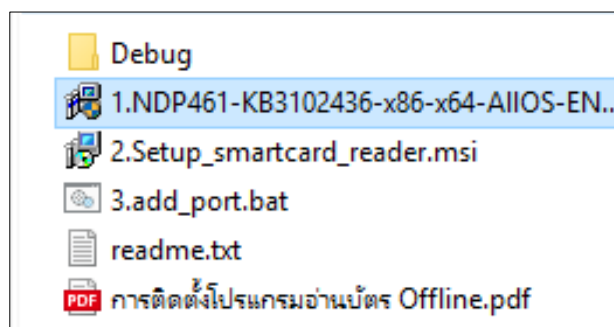 Debug
1.NDP461-KB3102436-x86-x64-AllOS-EN..
2.Setup_smartcard_reader.msi
3.add_port.bat
readme.txt
PDF การติดตั้งโปรแกรมอ่านบัตร Offline.pdf